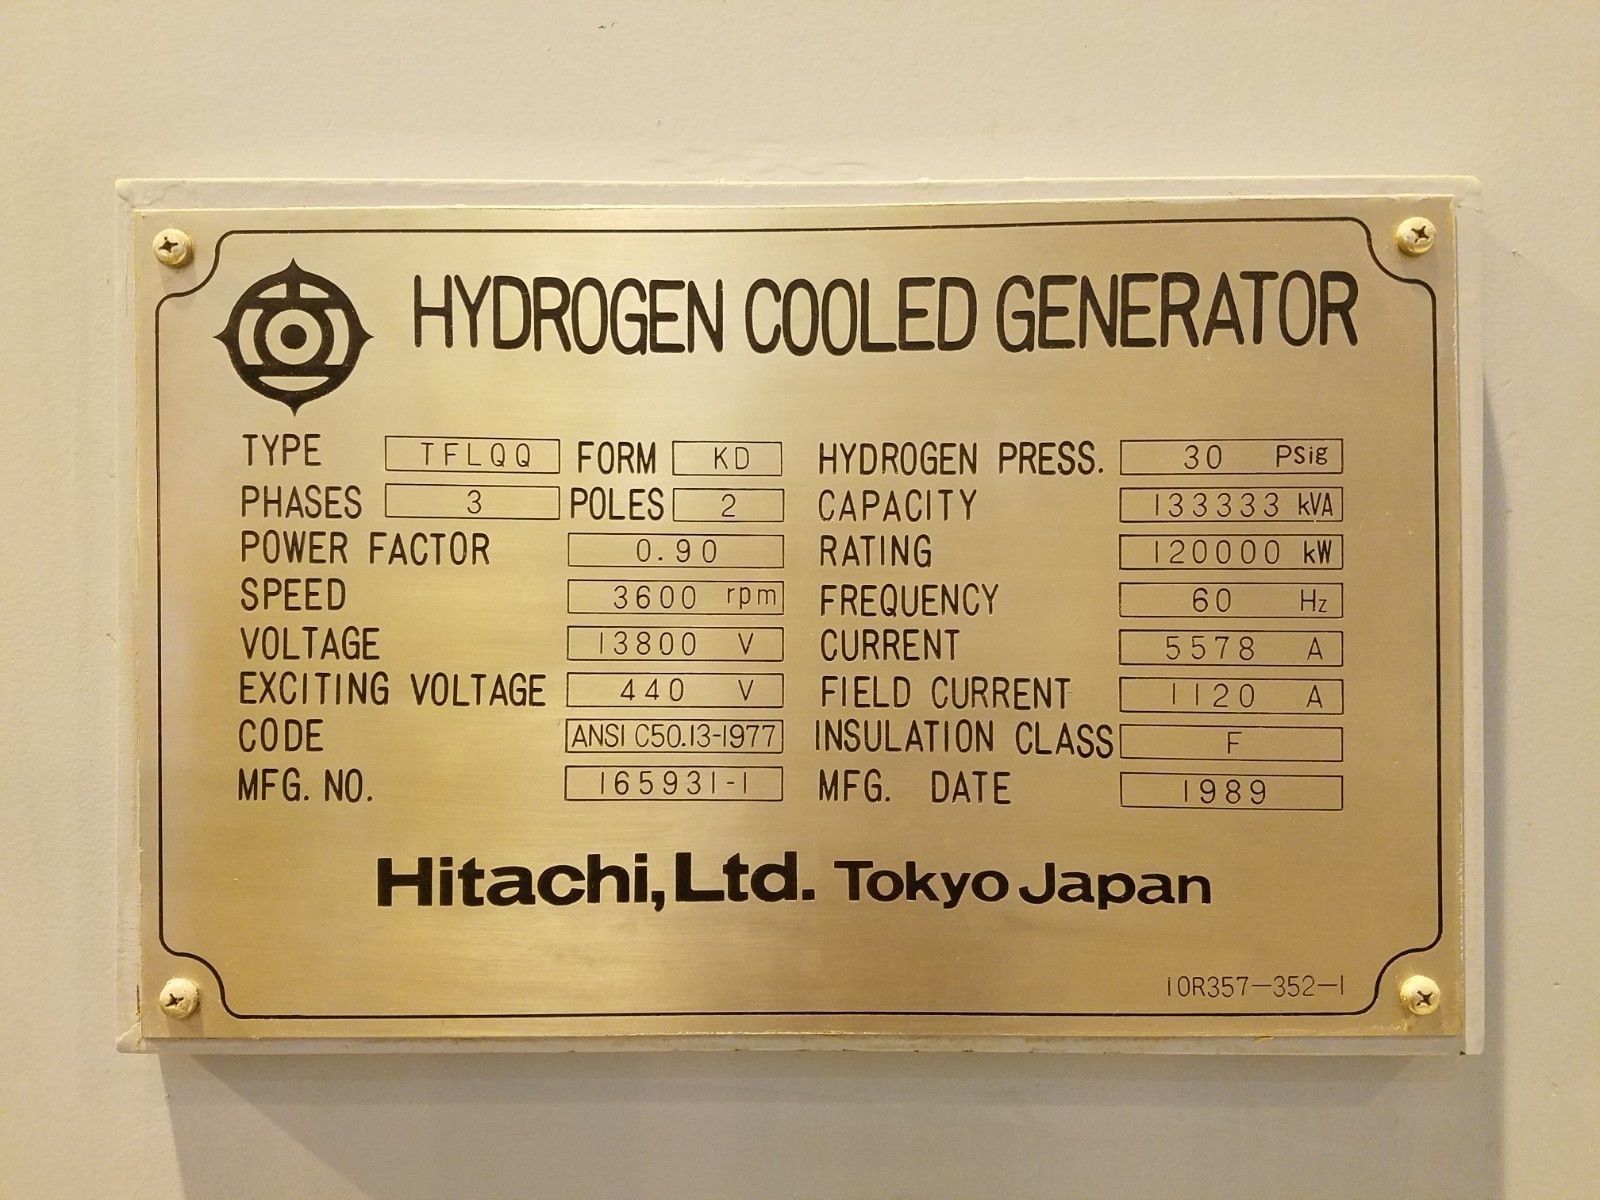 HYDROGEN COOLED GENERATOR
TYPE TFLQQ FORM KD HYDROGEN PRESS. 30 PSig
PHASES 3 POLES 2 CAPACITY 133333 kVA
POWER FACTOR 0.90 RATING 120000 kW
SPEED 3600 rpm FREQUENCY 60 Hz
VOLTAGE 13800 V CURRENT 5578 A
EXCITING VOLTAGE 440 V FIELD CURRENT 1120 A
CODE ANSI C50.13-1977 INSULATION CLASS F
MFG. NO. 165931-1 MFG. DATE 1989
Hitachi, Ltd. Tokyo Japan
10R357-352-1